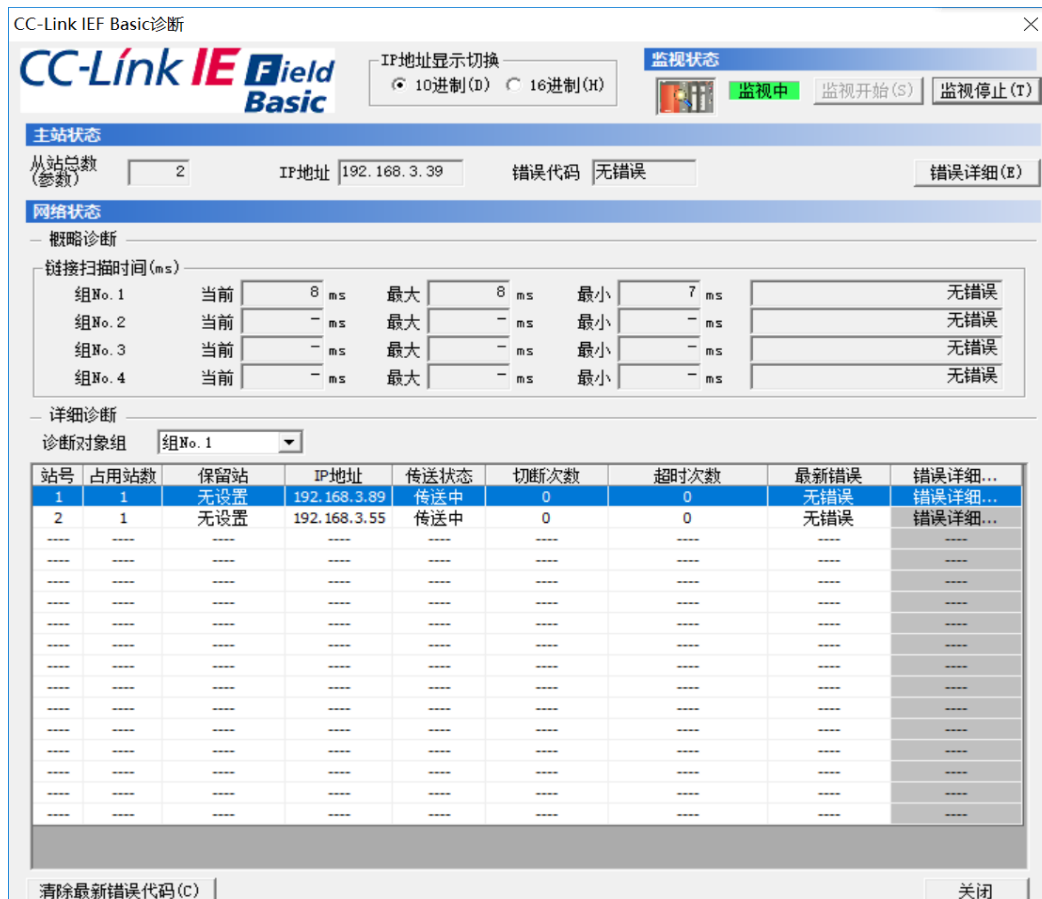 CC-Link IEF Basic诊断
CC-Link IE Field Basic
IP地址显示切换
10进制(D) 16进制(H)
监视状态
监视中 监视开始(S) 监视停止(T)
主站状态
从站总数
(参数) 2 IP地址 192.168.3.39 错误代码 无错误 错误详细(E)
网络状态
概略诊断
链接扫描时间(ms)
组No.1 当前 8 ms 最大 8 ms 最小 7 ms 无错误
组No.2 当前 - ms 最大 - ms 最小 - ms 无错误
组No.3 当前 - ms 最大 - ms 最小 - ms 无错误
组No.4 当前 - ms 最大 - ms 最小 - ms 无错误
详细诊断
诊断对象组 组No.1
站号 占用站数 保留站 IP地址 传送状态 切断次数 超时次数 最新错误 错误详细...
1 1 无设置 192.168.3.89 传送中 0 0 无错误 错误详细...
2 1 无设置 192.168.3.55 传送中 0 0 无错误 错误详细...
---- ---- ---- ---- ---- ---- ---- ---- ----
---- ---- ---- ---- ---- ---- ---- ---- ----
---- ---- ---- ---- ---- ---- ---- ---- ----
---- ---- ---- ---- ---- ---- ---- ---- ----
---- ---- ---- ---- ---- ---- ---- ---- ----
---- ---- ---- ---- ---- ---- ---- ---- ----
---- ---- ---- ---- ---- ---- ---- ---- ----
---- ---- ---- ---- ---- ---- ---- ---- ----
---- ---- ---- ---- ---- ---- ---- ---- ----
---- ---- ---- ---- ---- ---- ---- ---- ----
---- ---- ---- ---- ---- ---- ---- ---- ----
---- ---- ---- ---- ---- ---- ---- ---- ----
---- ---- ---- ---- ---- ---- ---- ---- ----
---- ---- ---- ---- ---- ---- ---- ---- ----
清除最新错误代码(C) 关闭